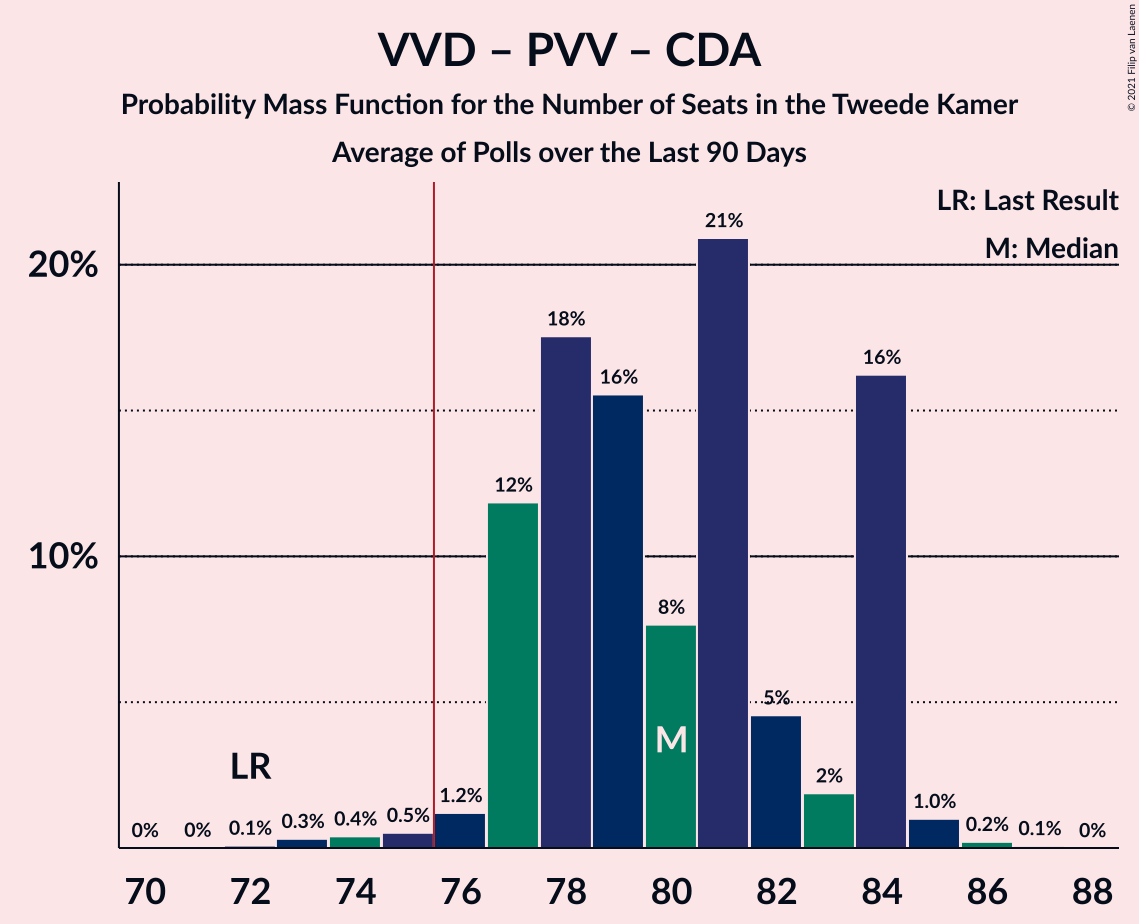 VVD – PVV – CDA
Probability Mass Function for the Number of Seats in the Tweede Kamer
Average of Polls over the Last 90 Days
© 2021 Filip van Laenen
LR: Last Result
M: Median
20%
10%
0%
0%
0.1%
0.3%
0.4%
0.5%
1.2%
12%
18%
16%
8%
21%
5%
2%
16%
1.0%
0.2%
0.1%
0%
LR
M
70 72 74 76 78 80 82 84 86 88